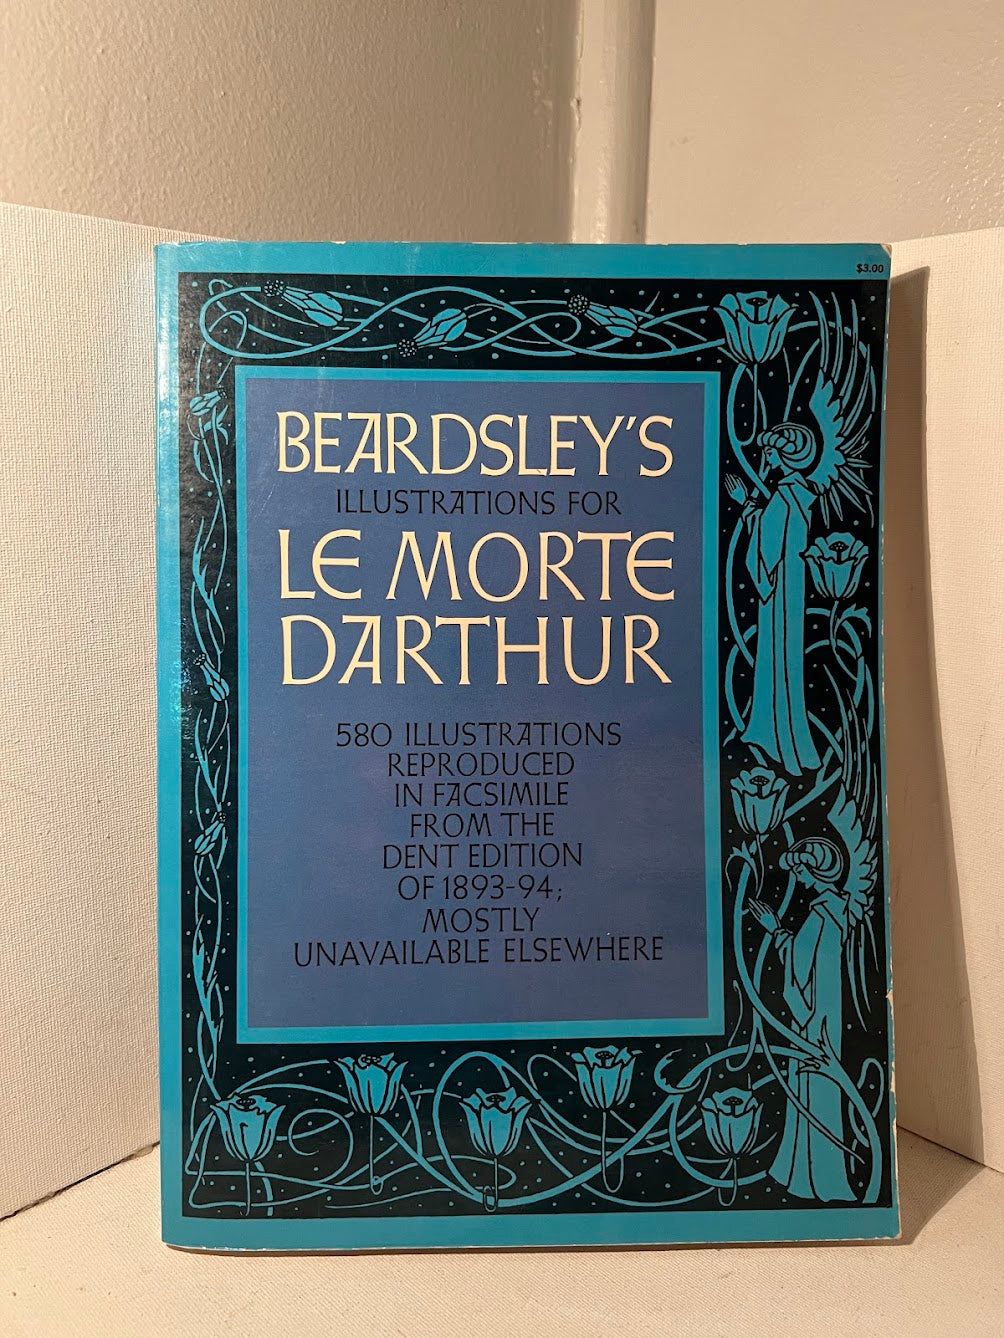 $3.00
BEARDSLEY'S
ILLUSTRATIONS FOR
LE MORTE
DARTHUR
580 ILLUSTRATIONS
REPRODUCED
IN FACSIMILE
FROM THE
DENT EDITION
OF 1893-94;
MOSTLY
UNAVAILABLE ELSEWHERE